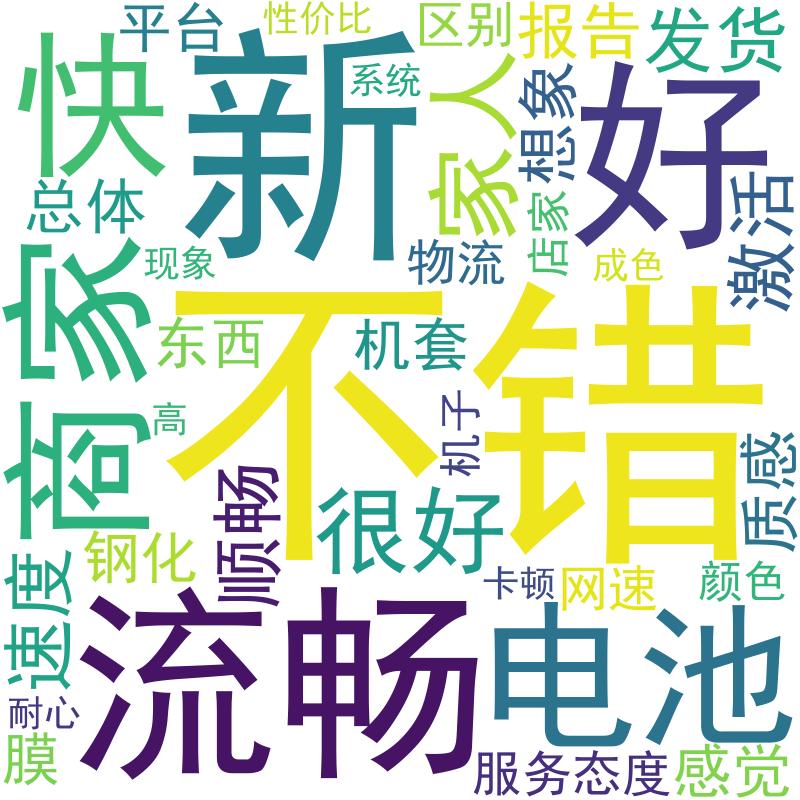 平台
性价比
区别
报告
发货
快
新
系统
家人
想象
好
总体
激活
店家
物流
现象
成色
商家
不错
东西
机套
高
机子
质感
顺畅
很好
钢化
速度
卡顿
网速
颜色
流畅
电池
耐心
膜
服务态度
感觉